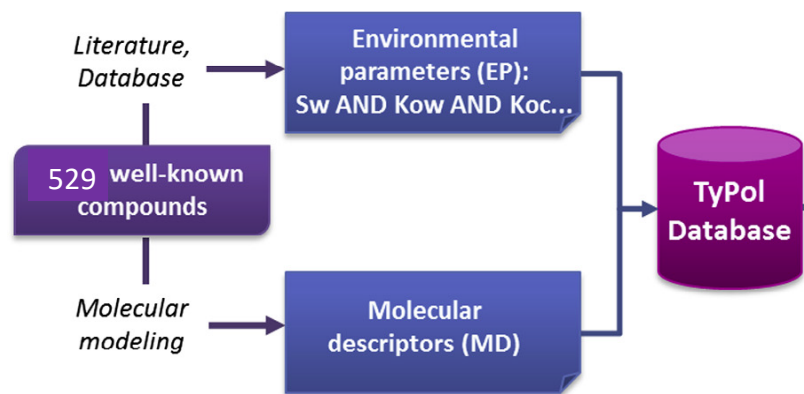 Literature,
Database
Environmental
parameters (EP):
Sw AND Kow AND Koc...
529 well-known
compounds
TyPol
Database
Molecular
modeling
Molecular
descriptors (MD)